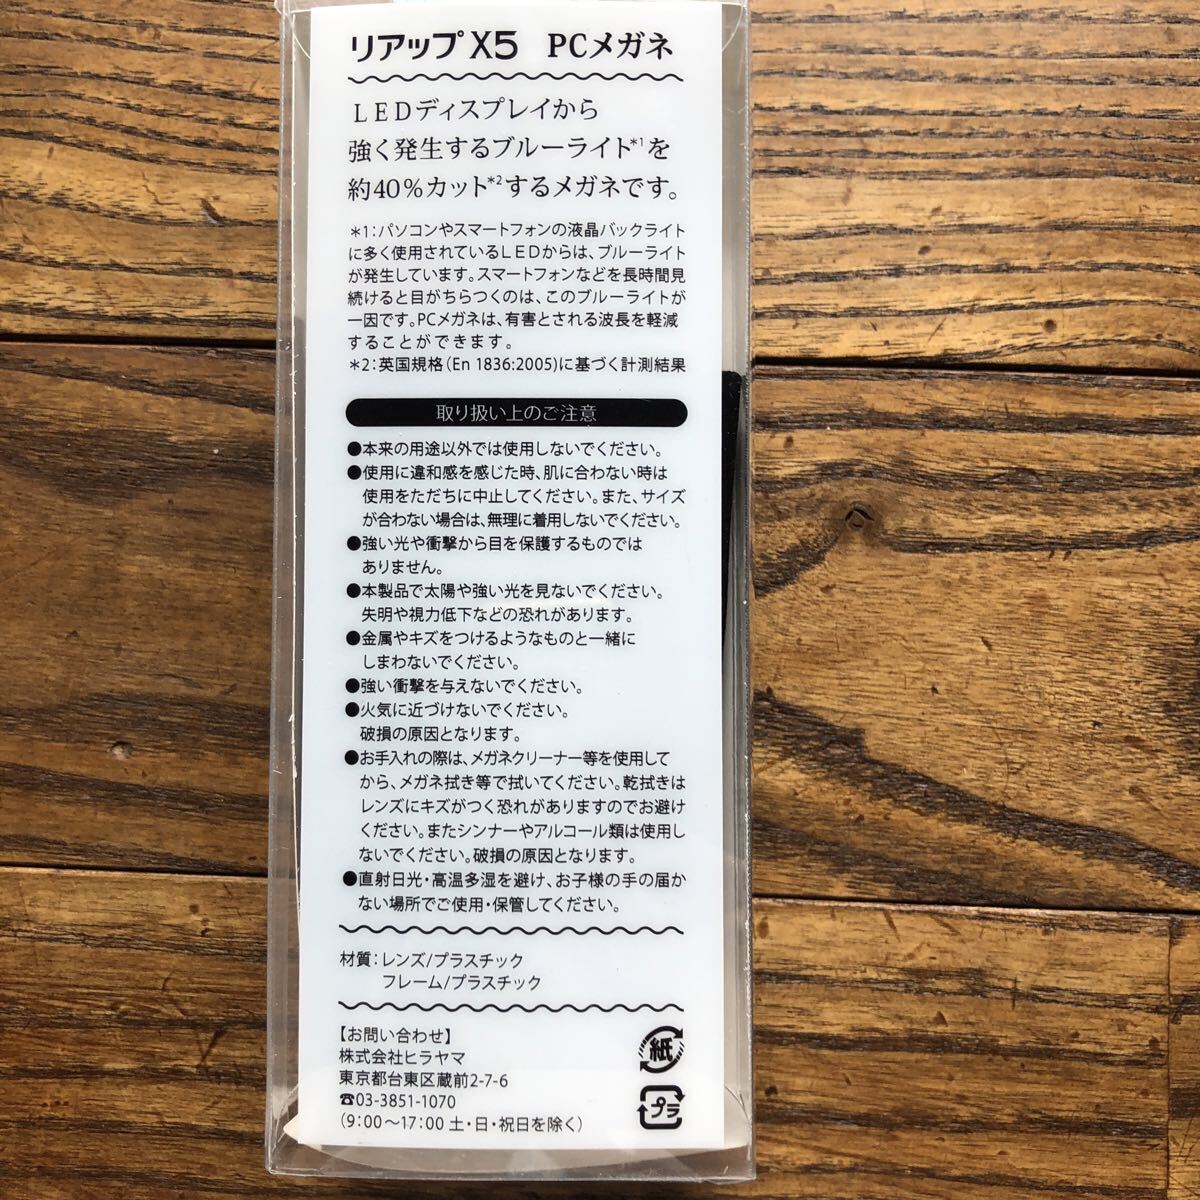 リアップX5 PCメガネ
LEDディスプレイから
強く発生するブルーライト*1を
約40%カット*2するメガネです。
*1：パソコンやスマートフォンの液晶バックライト
に多く使用されているLEDからは、ブルーライト
が発生しています。スマートフォンなどを長時間見
続けると目がちらつくのは、このブルーライトが
一因です。PCメガネは、有害とされる波長を軽減
することができます。
*2：英国規格（En 1836:2005）に基づく計測結果
取り扱い上のご注意
●本来の用途以外では使用しないでください。
●使用に違和感を感じた時、肌に合わない時は
使用をただちに中止してください。また、サイズ
が合わない場合は、無理に着用しないでください。
●強い光や衝撃から目を保護するものでは
ありません。
●本製品で太陽や強い光を見ないでください。
失明や視力低下などの恐れがあります。
●金属やキズをつけるようなものと一緒に
しまわないでください。
●強い衝撃を与えないでください。
●火気に近づけないでください。
破損の原因となります。
●お手入れの際は、メガネクリーナー等を使用して
から、メガネ拭き等で拭いてください。乾拭きは
レンズにキズがつく恐れがありますのでお避け
ください。またシンナーやアルコール類は使用し
ないでください。破損の原因となります。
●直射日光・高温多湿を避け、お子様の手の届か
ない場所でご使用・保管してください。
材質：レンズ/プラスチック
フレーム/プラスチック
【お問い合わせ】
株式会社ヒラヤマ
東京都台東区蔵前2-7-6
☎03-3851-1070
（9：00～17：00 土・日・祝日を除く）
紙
プラ